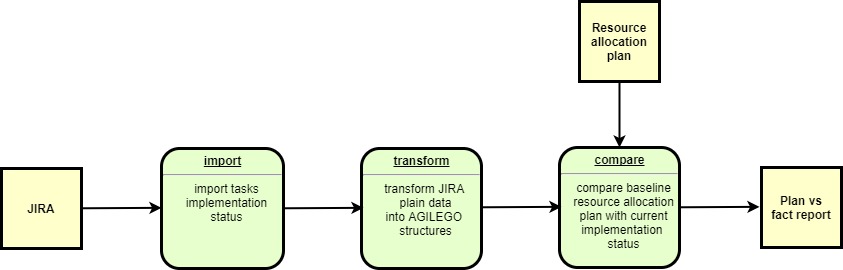 Resource
allocation
plan
JIRA
import
import tasks
implementation
status
transform
transform JIRA
plain data
into AGILEGO
structures
compare
compare baseline
resource allocation
plan with current
implementation
status
Plan vs
fact report